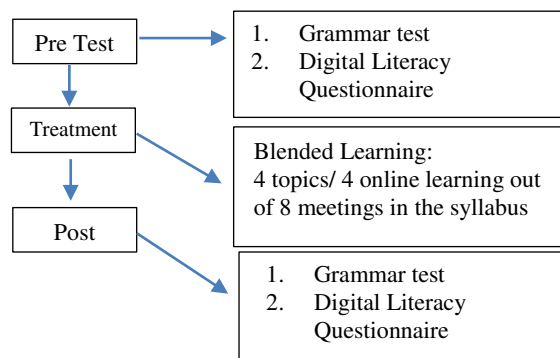 Pre Test
1. Grammar test
2. Digital Literacy
Questionnaire
Treatment
Blended Learning:
4 topics/ 4 online learning out
of 8 meetings in the syllabus
Post
1. Grammar test
2. Digital Literacy
Questionnaire